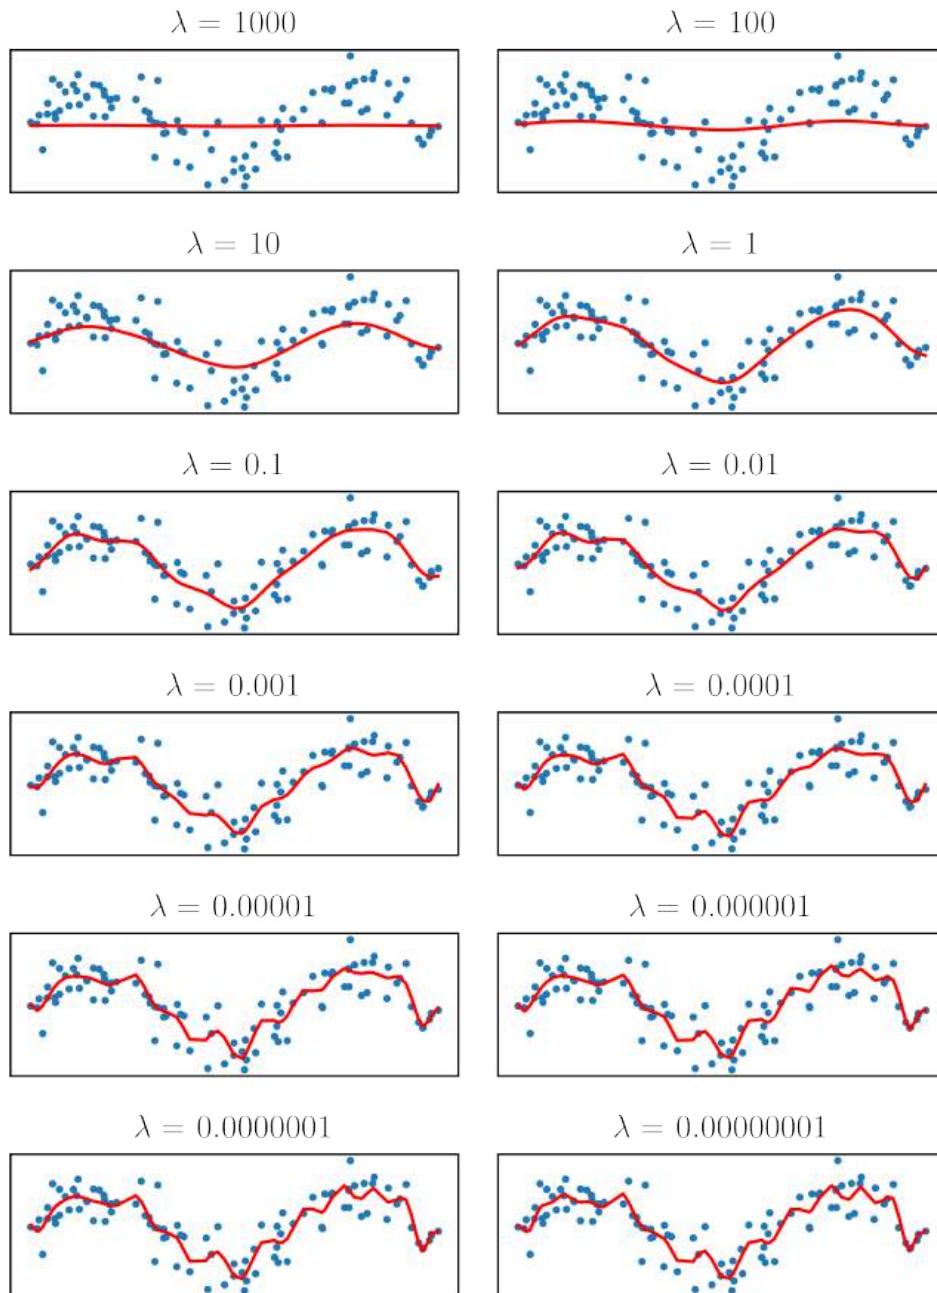 λ = 1000
λ = 100
λ = 10
λ = 1
λ = 0.1
λ = 0.01
λ = 0.001
λ = 0.0001
λ = 0.00001
λ = 0.000001
λ = 0.0000001
λ = 0.00000001